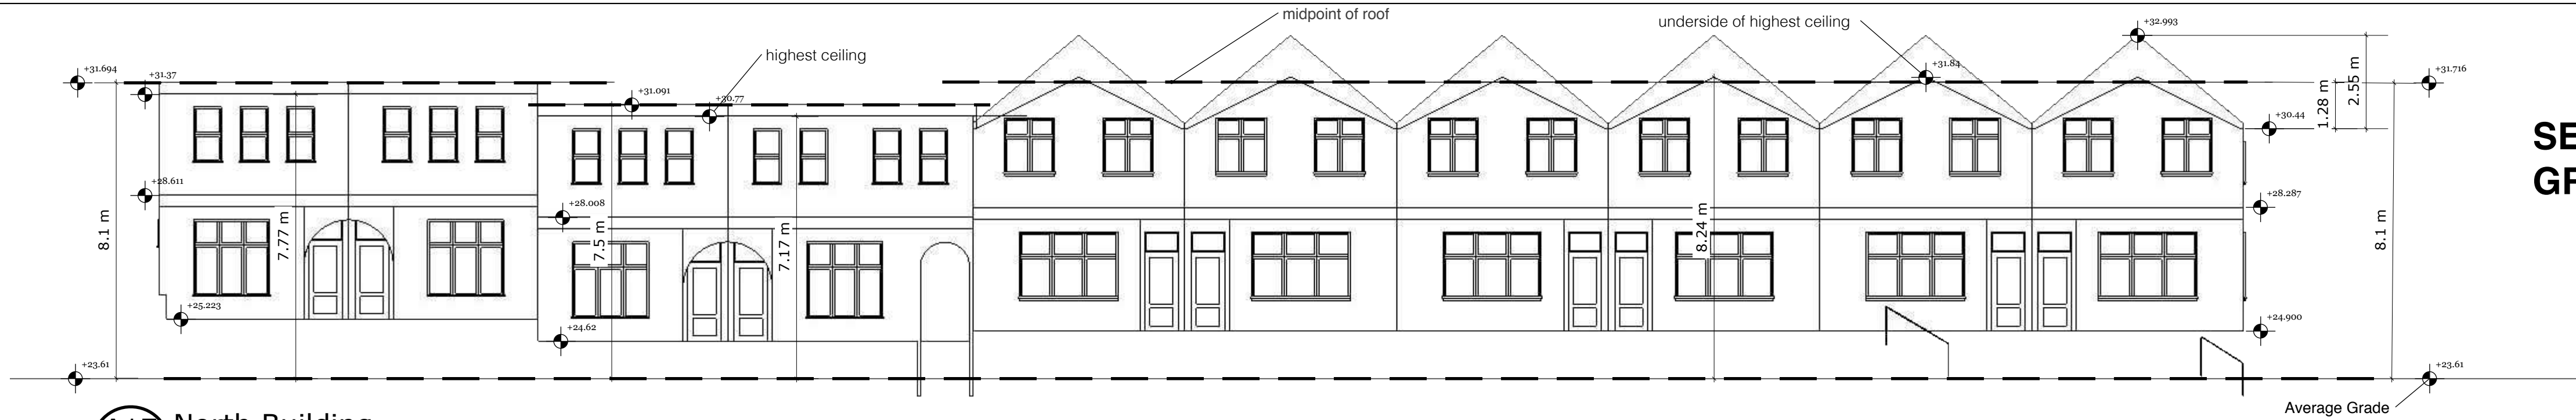 midpoint of roof
underside of highest ceiling
+32.993
highest ceiling
+31.694
+31.37
+31.091
+30.77
+31.84
+31.716
1.28 m
2.55 m
+30.44
SE
GR
+28.611
+28.008
+28.287
8.1 m
7.77 m
7.5 m
7.17 m
8.24 m
8.1 m
+25.223
+24.62
+24.900
+23.61
+23.61
North Building
Average Grade